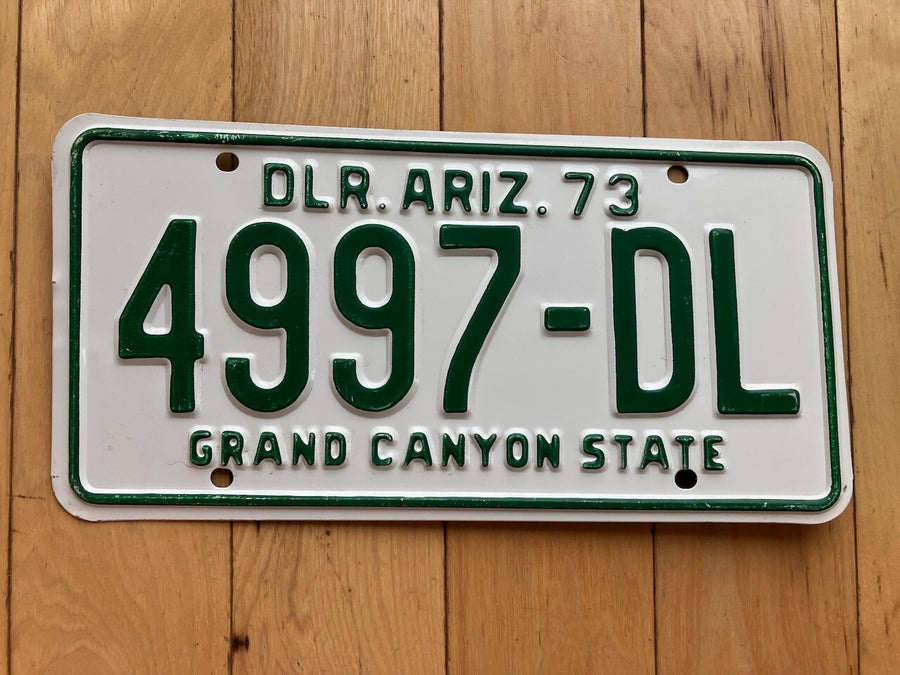 DLR. ARIZ. 73
4997-DL
GRAND CANYON STATE